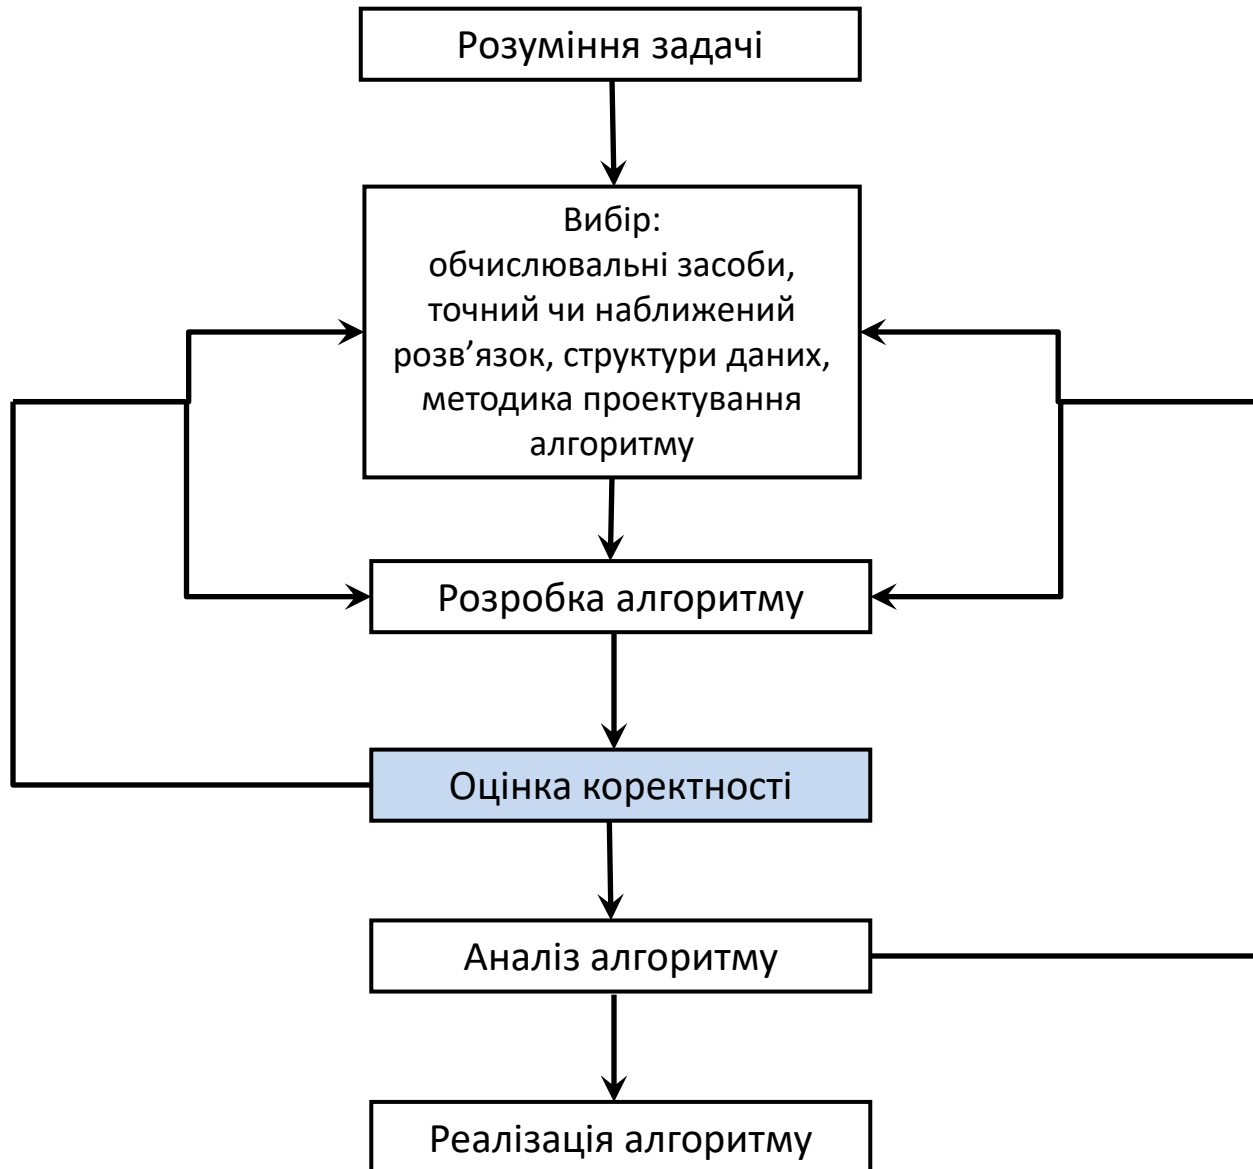 Розуміння задачі
Вибір:
обчислювальні засоби,
точний чи наближений
розв’язок, структури даних,
методика проектування
алгоритму
Розробка алгоритму
Оцінка коректності
Аналіз алгоритму
Реалізація алгоритму